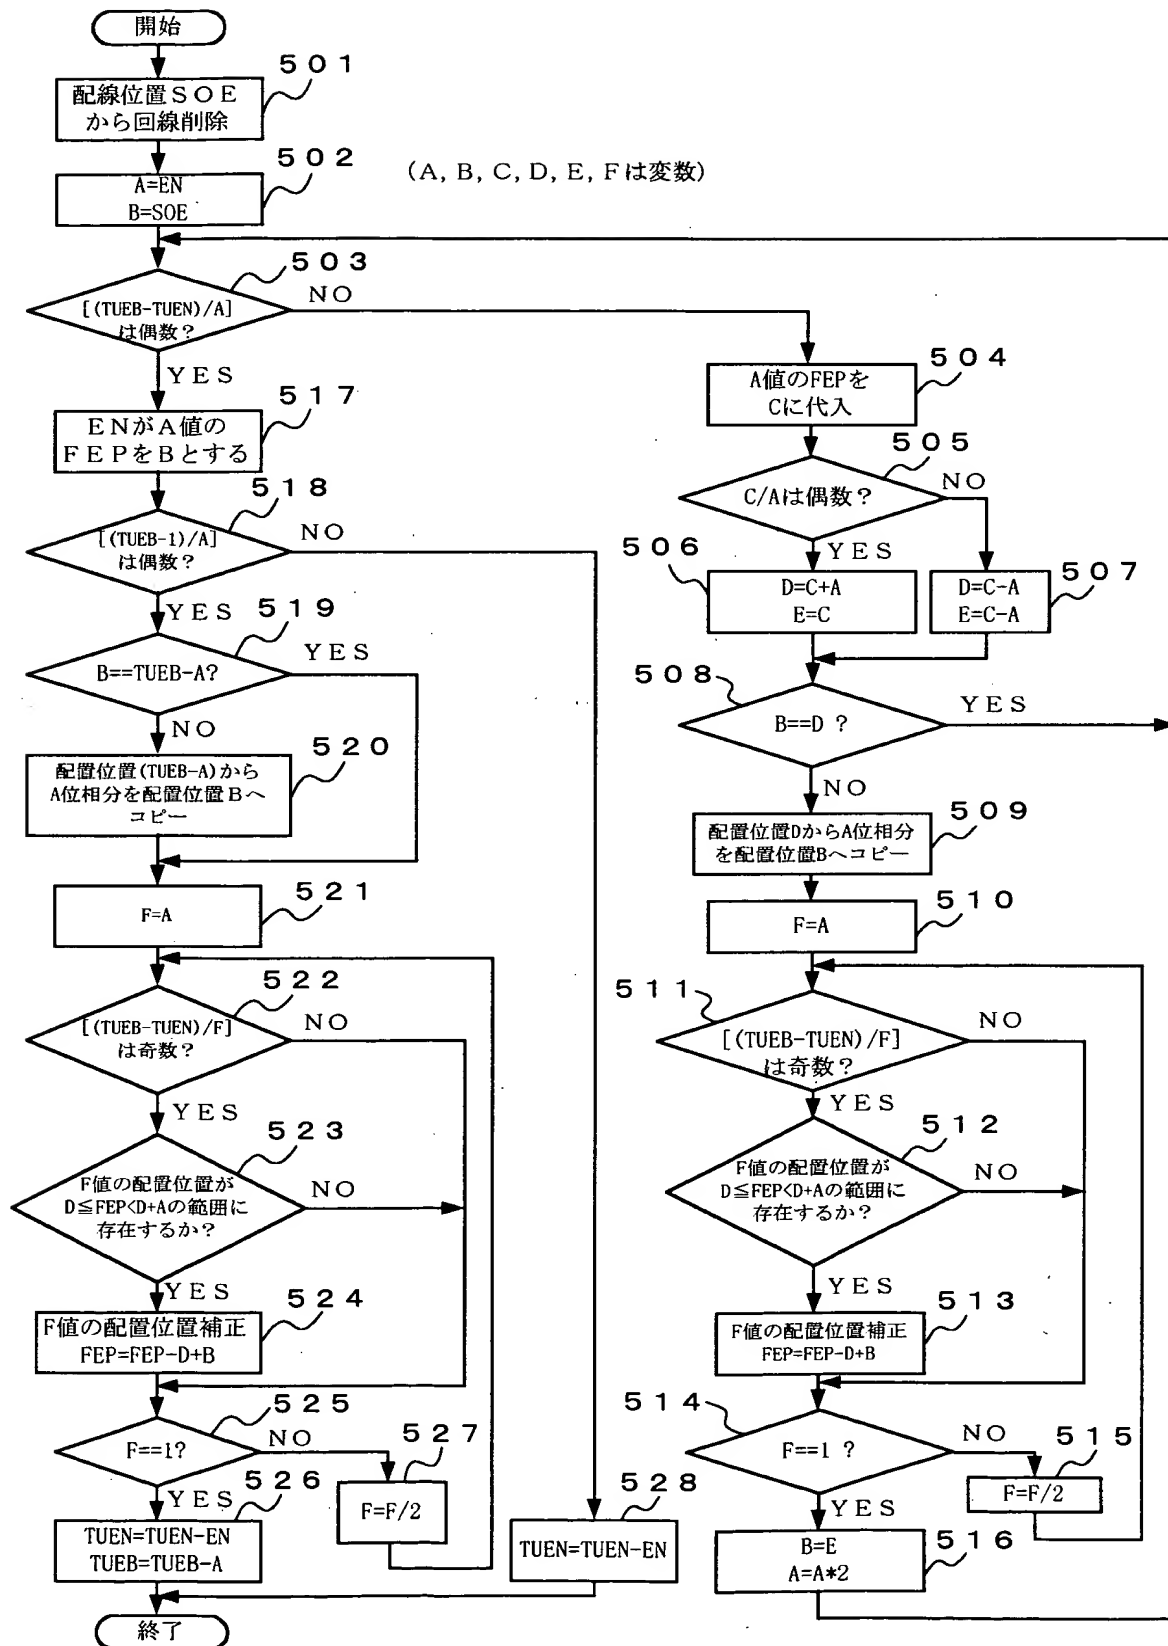 開始
501
配線位置SOE
から回線削除
502
A=EN
B=SOE
(A, B, C, D, E, Fは変数)
503
[(TUEB-TUEN)/A]
は偶数？
NO
YES
504
A値のFEPを
Cに代入
505
C/Aは偶数？
NO
YES
506
D=C+A
E=C
507
D=C-A
E=C-A
508
B==D ？
YES
NO
509
配置位置DからA位相分
を配置位置Bへコピー
510
F=A
511
[(TUEB-TUEN)/F]
は奇数？
NO
YES
512
F値の配置位置が
D≦FEP<D+Aの範囲に
存在するか？
NO
YES
513
F値の配置位置補正
FEP=FEP-D+B
514
F==1 ？
NO
515
F=F/2
YES
516
B=E
A=A*2
517
ENがA値の
FEPをBとする
518
[(TUEB-1)/A]
は偶数？
NO
YES
519
B==TUEB-A?
YES
NO
520
配置位置(TUEB-A)から
A位相分を配置位置Bへ
コピー
521
F=A
522
[(TUEB-TUEN)/F]
は奇数？
NO
YES
523
F値の配置位置が
D≦FEP<D+Aの範囲に
存在するか？
NO
YES
524
F値の配置位置補正
FEP=FEP-D+B
525
F==1?
NO
527
F=F/2
YES
526
TUEN=TUEN-EN
TUEB=TUEB-A
528
TUEN=TUEN-EN
終了